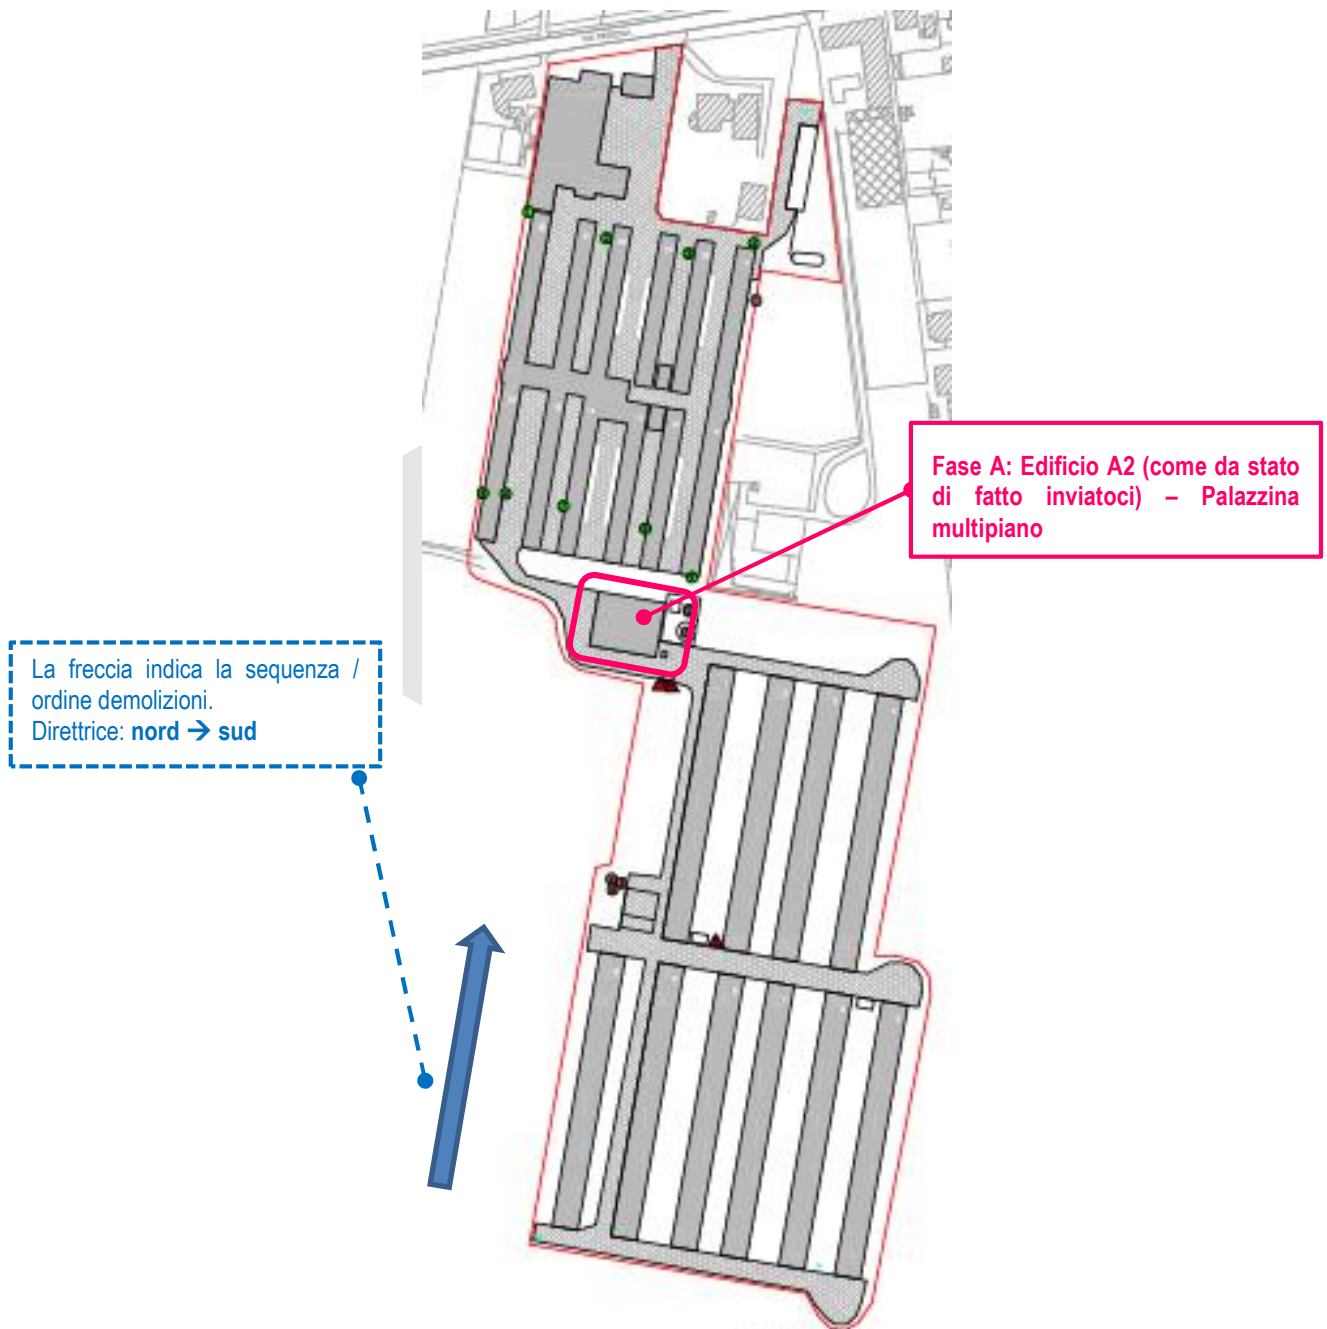 Fase A: Edificio A2 (come da stato
di fatto inviatoci) – Palazzina
multipiano
La freccia indica la sequenza /
ordine demolizioni.
Direttrice: nord → sud